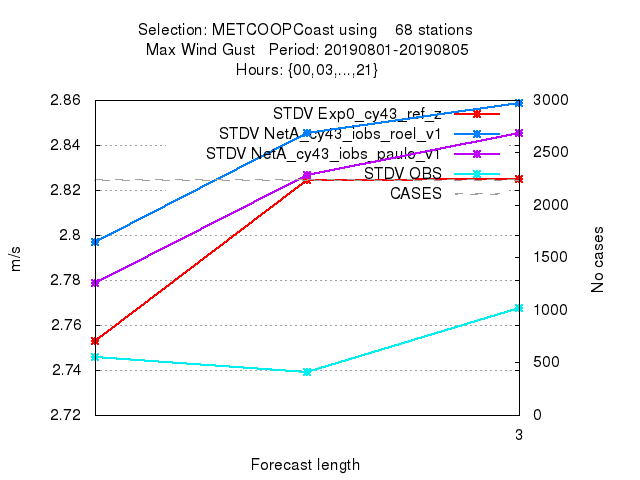 Selection: METCOOPCoast using 68 stations
Max Wind Gust Period: 20190801-20190805
Hours: {00,03,...,21}
2.86
2.84
2.82
2.8
2.78
2.76
2.74
2.72
m/s
STDV Exp0_cy43_ref_z
STDV NetA_cy43_iobs_roel_v1
STDV NetA_cy43_iobs_paulo_v1
STDV OBS
CASES
3000
2500
2000
1500
1000
500
0
No cases
3
Forecast length